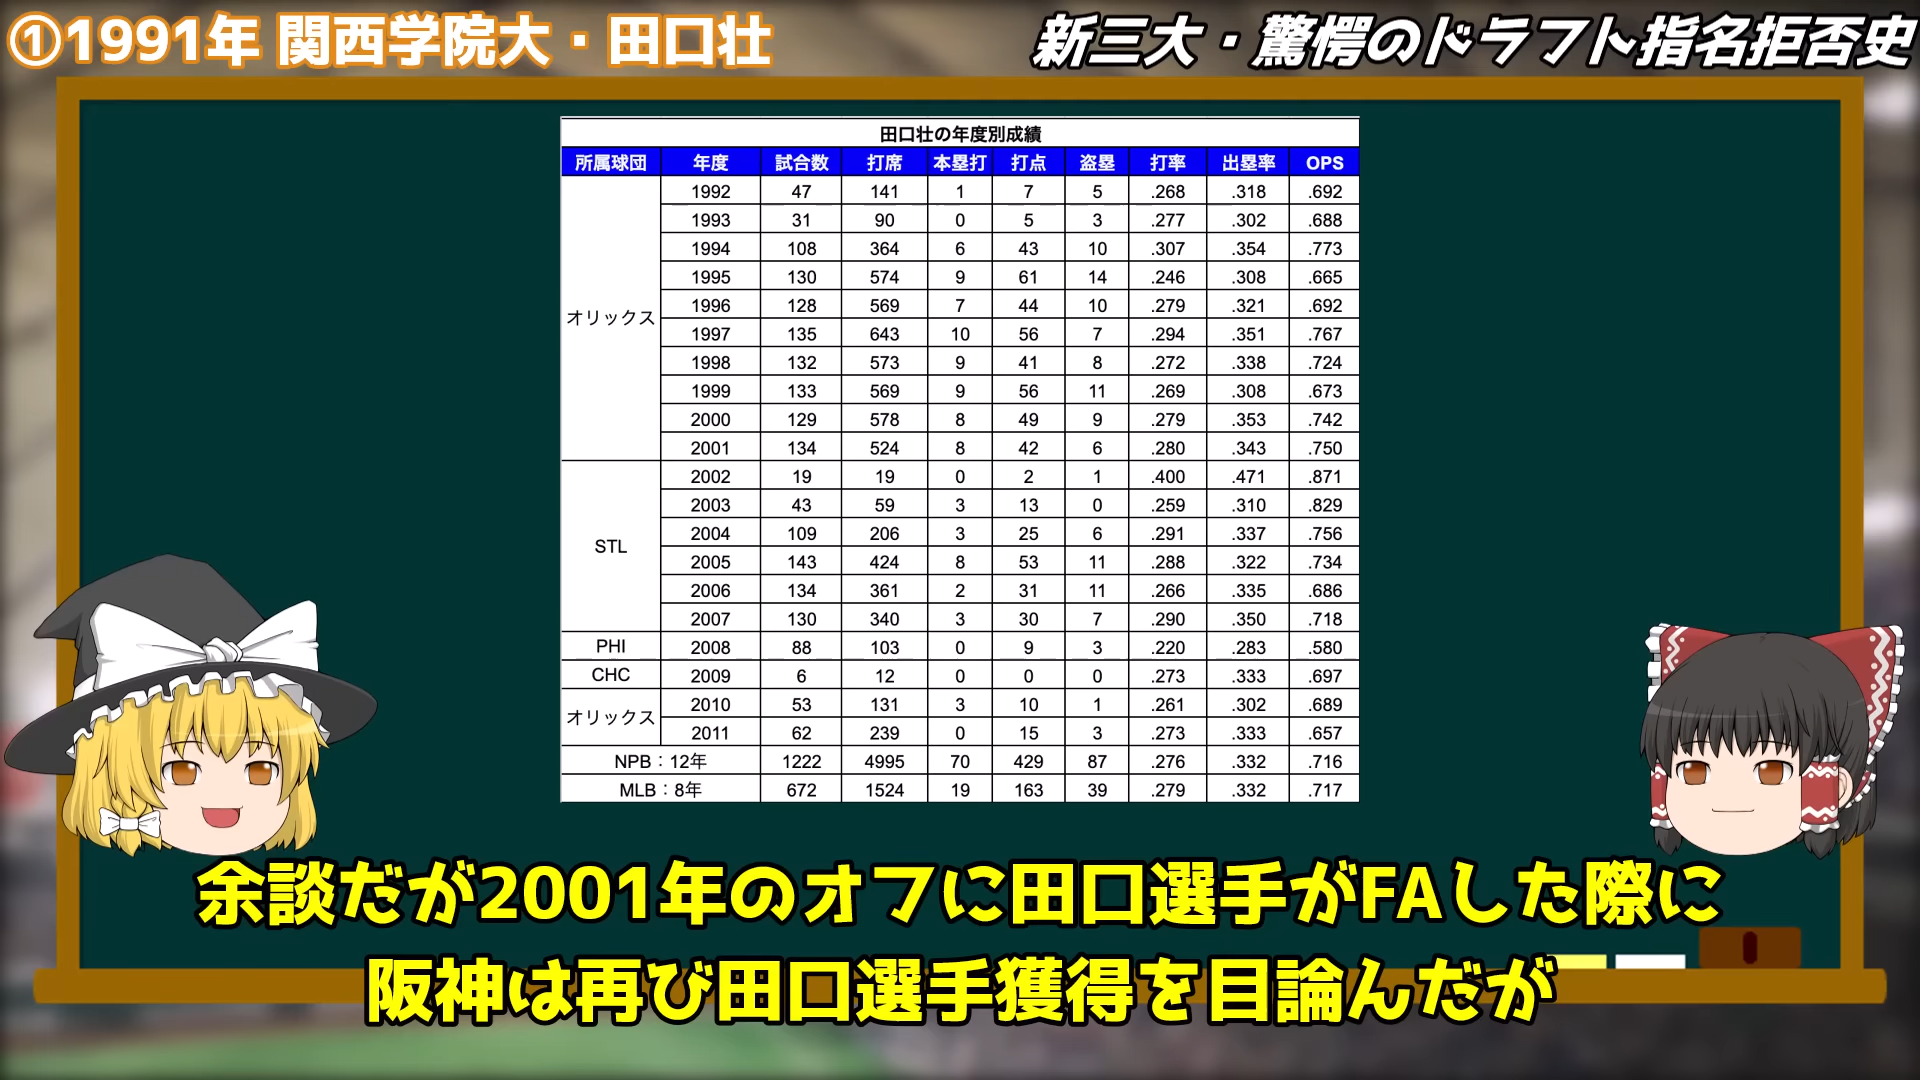 ①1991年 関西学院大・田口壮
新三大・驚愕のドラフト指名拒否史
田口壮の年度別成績
所属球団 年度 試合数 打席 本塁打 打点 盗塁 打率 出塁率 OPS
オリックス 1992 47 141 1 7 5 .268 .318 .692
1993 31 90 0 5 3 .277 .302 .688
1994 108 364 6 43 10 .307 .354 .773
1995 130 574 9 61 14 .246 .308 .665
1996 128 569 7 44 10 .279 .321 .692
1997 135 643 10 56 7 .294 .351 .767
1998 132 573 9 41 8 .272 .338 .724
1999 133 569 9 56 11 .269 .308 .673
2000 129 578 8 49 9 .279 .353 .742
2001 134 524 8 42 6 .280 .343 .750
STL 2002 19 19 0 2 1 .400 .471 .871
2003 43 59 3 13 0 .259 .310 .829
2004 109 206 3 25 6 .291 .337 .756
2005 143 424 8 53 11 .288 .322 .734
2006 134 361 2 31 11 .266 .335 .686
2007 130 340 3 30 7 .290 .350 .718
PHI 2008 88 103 0 9 3 .220 .283 .580
CHC 2009 6 12 0 0 0 .273 .333 .697
オリックス 2010 53 131 3 10 1 .261 .302 .689
2011 62 239 0 15 3 .273 .333 .657
NPB：12年 1222 4995 70 429 87 .276 .332 .716
MLB：8年 672 1524 19 163 39 .279 .332 .717
余談だが2001年のオフに田口選手がFAした際に
阪神は再び田口選手獲得を目論んだが